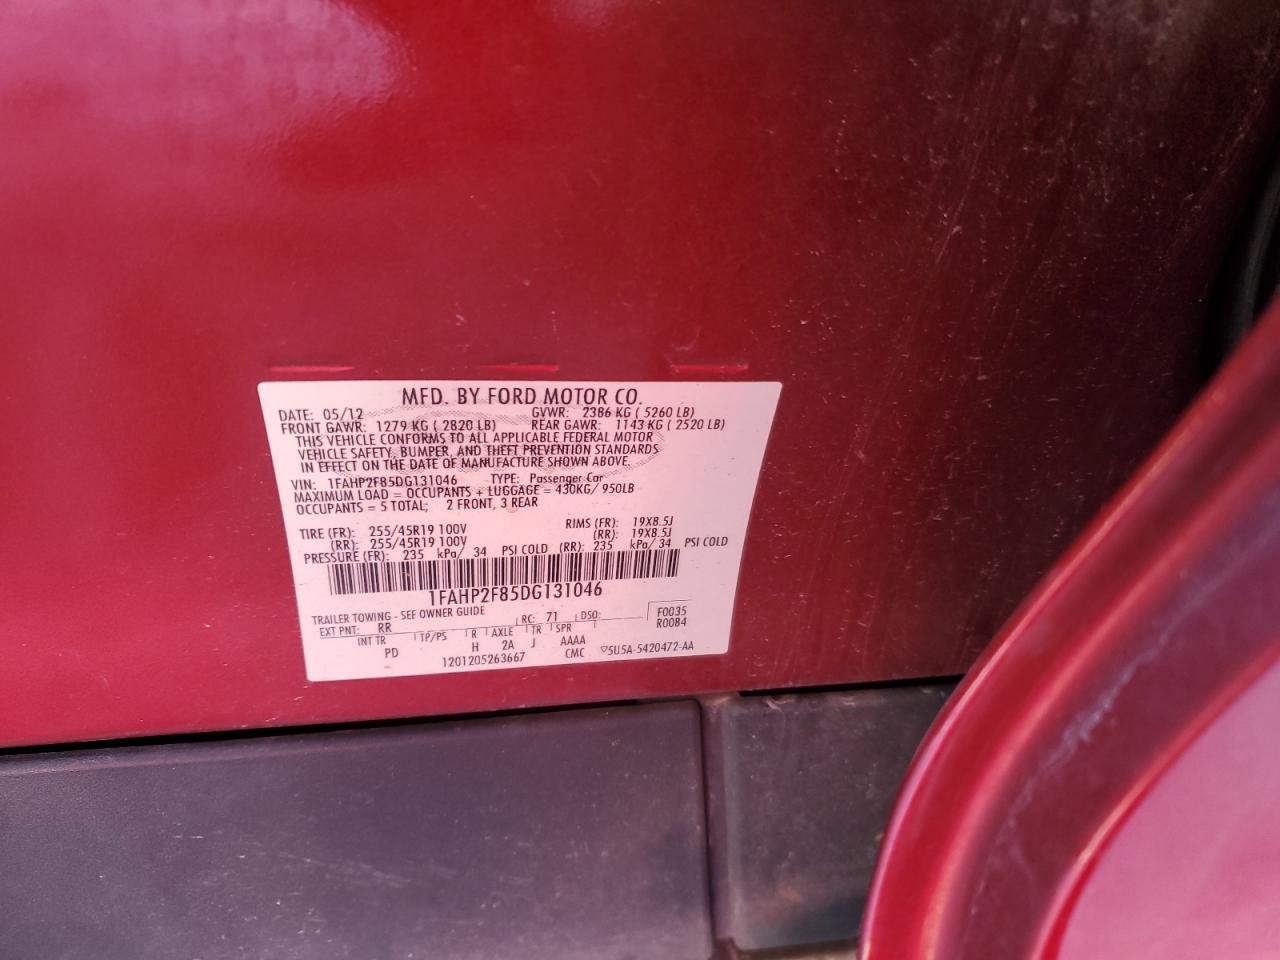 MFD. BY FORD MOTOR CO.
DATE: 05/12 GVWR: 2386 KG ( 5260 LB)
FRONT GAWR: 1279 KG ( 2820 LB) REAR GAWR: 1143 KG ( 2520 LB)
THIS VEHICLE CONFORMS TO ALL APPLICABLE FEDERAL MOTOR
VEHICLE SAFETY, BUMPER, AND THEFT PREVENTION STANDARDS
IN EFFECT ON THE DATE OF MANUFACTURE SHOWN ABOVE.
VIN: 1FAHP2F85DG131046 TYPE: Passenger Car
MAXIMUM LOAD = OCCUPANTS + LUGGAGE = 430KG/ 950LB
OCCUPANTS = 5 TOTAL; 2 FRONT, 3 REAR
TIRE (FR): 255/45R19 100V RIMS (FR): 19X8.5J
(RR): 255/45R19 100V (RR): 19X8.5J
PRESSURE (FR): 235 kPa/ 34 PSI COLD (RR): 235 kPa/ 34 PSI COLD
1FAHP2F85DG131046
TRAILER TOWING - SEE OWNER GUIDE
EXT PNT: RR RC: 71 DSO: F0035
R0084
INT TR TP/PS R AXLE TR SPR
PD H 2A J AAAA
1201205263667 CMC ▽5U5A-5420472-AA